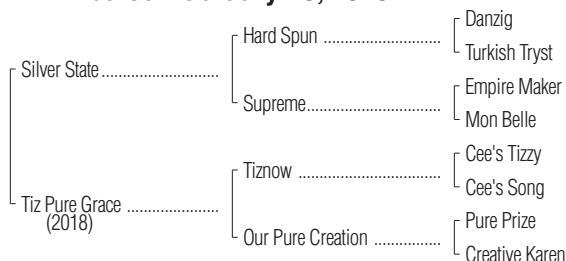 Danzig
Hard Spun ................................
Turkish Tryst
Silver State ...........................
Empire Maker
Supreme..................................
Mon Belle
Cee's Tizzy
Tiznow ...................................
Cee's Song
Tiz Pure Grace .....................
(2018)
Pure Prize
Our Pure Creation ................
Creative Karen